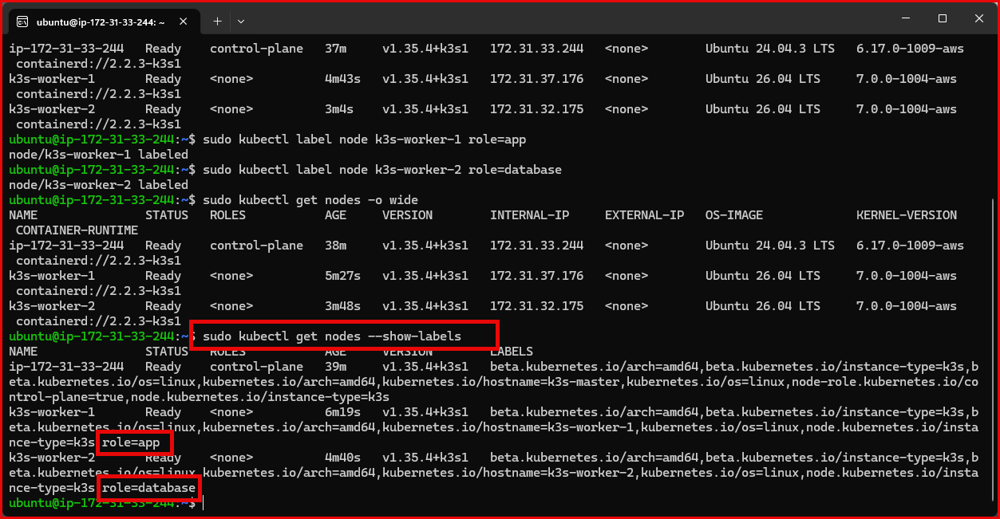 ubuntu@ip-172-31-33-244: ~
ip-172-31-33-244   Ready    control-plane   37m     v1.35.4+k3s1   172.31.33.244   <none>        Ubuntu 24.04.3 LTS   6.17.0-1009-aws
 containerd://2.2.3-k3s1
k3s-worker-1       Ready    <none>          4m43s   v1.35.4+k3s1   172.31.37.176   <none>        Ubuntu 26.04 LTS     7.0.0-1004-aws
 containerd://2.2.3-k3s1
k3s-worker-2       Ready    <none>          3m4s    v1.35.4+k3s1   172.31.32.175   <none>        Ubuntu 26.04 LTS     7.0.0-1004-aws
 containerd://2.2.3-k3s1
ubuntu@ip-172-31-33-244:~$ sudo kubectl label node k3s-worker-1 role=app
node/k3s-worker-1 labeled
ubuntu@ip-172-31-33-244:~$ sudo kubectl label node k3s-worker-2 role=database
node/k3s-worker-2 labeled
ubuntu@ip-172-31-33-244:~$ sudo kubectl get nodes -o wide
NAME               STATUS   ROLES           AGE     VERSION        INTERNAL-IP     EXTERNAL-IP   OS-IMAGE             KERNEL-VERSION
 CONTAINER-RUNTIME
ip-172-31-33-244   Ready    control-plane   38m     v1.35.4+k3s1   172.31.33.244   <none>        Ubuntu 24.04.3 LTS   6.17.0-1009-aws
 containerd://2.2.3-k3s1
k3s-worker-1       Ready    <none>          5m27s   v1.35.4+k3s1   172.31.37.176   <none>        Ubuntu 26.04 LTS     7.0.0-1004-aws
 containerd://2.2.3-k3s1
k3s-worker-2       Ready    <none>          3m48s   v1.35.4+k3s1   172.31.32.175   <none>        Ubuntu 26.04 LTS     7.0.0-1004-aws
 containerd://2.2.3-k3s1
ubuntu@ip-172-31-33-244:~$ sudo kubectl get nodes --show-labels
NAME               STATUS   ROLES           AGE     VERSION        LABELS
ip-172-31-33-244   Ready    control-plane   39m     v1.35.4+k3s1   beta.kubernetes.io/arch=amd64,beta.kubernetes.io/instance-type=k3s,b
eta.kubernetes.io/os=linux,kubernetes.io/arch=amd64,kubernetes.io/hostname=k3s-master,kubernetes.io/os=linux,node-role.kubernetes.io/co
ntrol-plane=true,node.kubernetes.io/instance-type=k3s
k3s-worker-1       Ready    <none>          6m19s   v1.35.4+k3s1   beta.kubernetes.io/arch=amd64,beta.kubernetes.io/instance-type=k3s,b
eta.kubernetes.io/os=linux,kubernetes.io/arch=amd64,kubernetes.io/hostname=k3s-worker-1,kubernetes.io/os=linux,node.kubernetes.io/insta
nce-type=k3s role=app
k3s-worker-2       Ready    <none>          4m40s   v1.35.4+k3s1   beta.kubernetes.io/arch=amd64,beta.kubernetes.io/instance-type=k3s,b
eta.kubernetes.io/os=linux,kubernetes.io/arch=amd64,kubernetes.io/hostname=k3s-worker-2,kubernetes.io/os=linux,node.kubernetes.io/insta
nce-type=k3s role=database
ubuntu@ip-172-31-33-244:~$